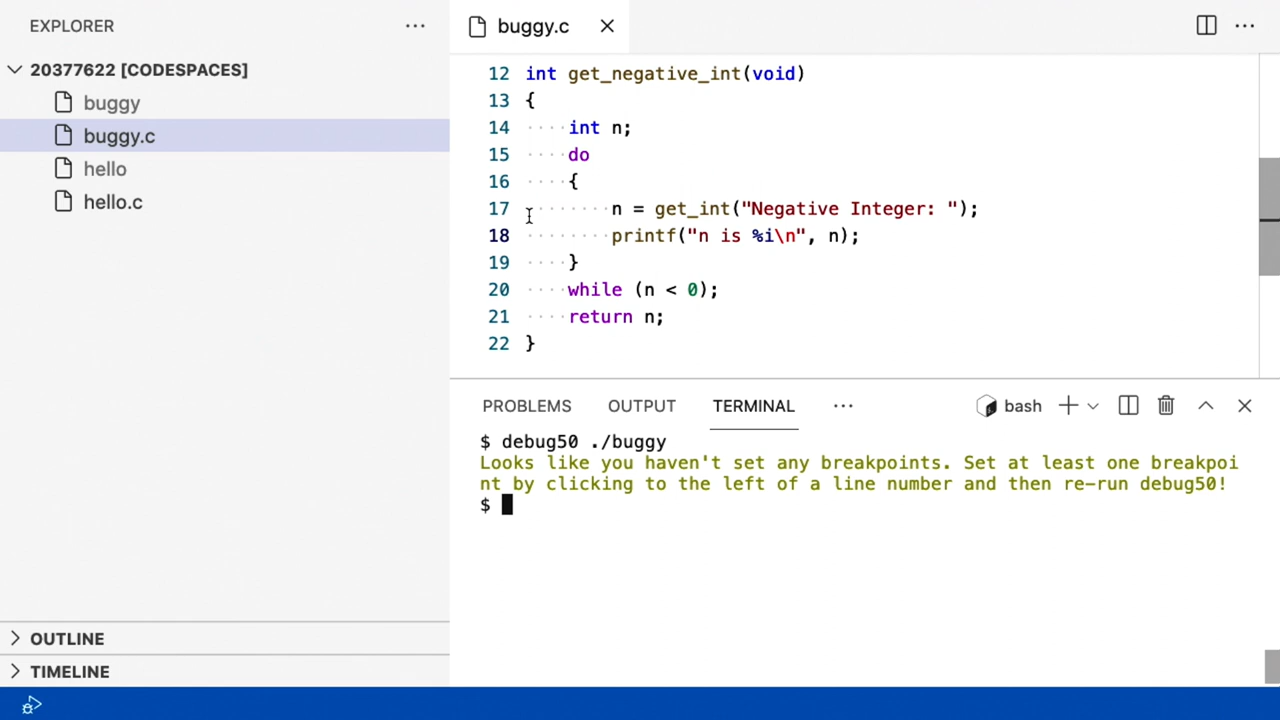 EXPLORER
20377622 [CODESPACES]
buggy
buggy.c
hello
hello.c
OUTLINE
TIMELINE
buggy.c
12 int get_negative_int(void)
13 {
14 ····int n;
15 ····do
16 ····{
17 ········n = get_int("Negative Integer: ");
18 ········printf("n is %i\n", n);
19 ····}
20 ····while (n < 0);
21 ····return n;
22 }
PROBLEMS OUTPUT TERMINAL ··· bash
$ debug50 ./buggy
Looks like you haven't set any breakpoints. Set at least one breakpoi
nt by clicking to the left of a line number and then re-run debug50!
$